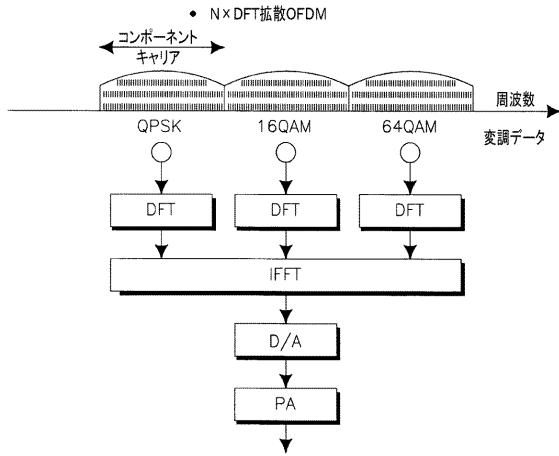 • N×DFT拡散OFDM
コンポーネント
キャリア
周波数
QPSK 16QAM 64QAM 変調データ
DFT DFT DFT
IFFT
D/A
PA